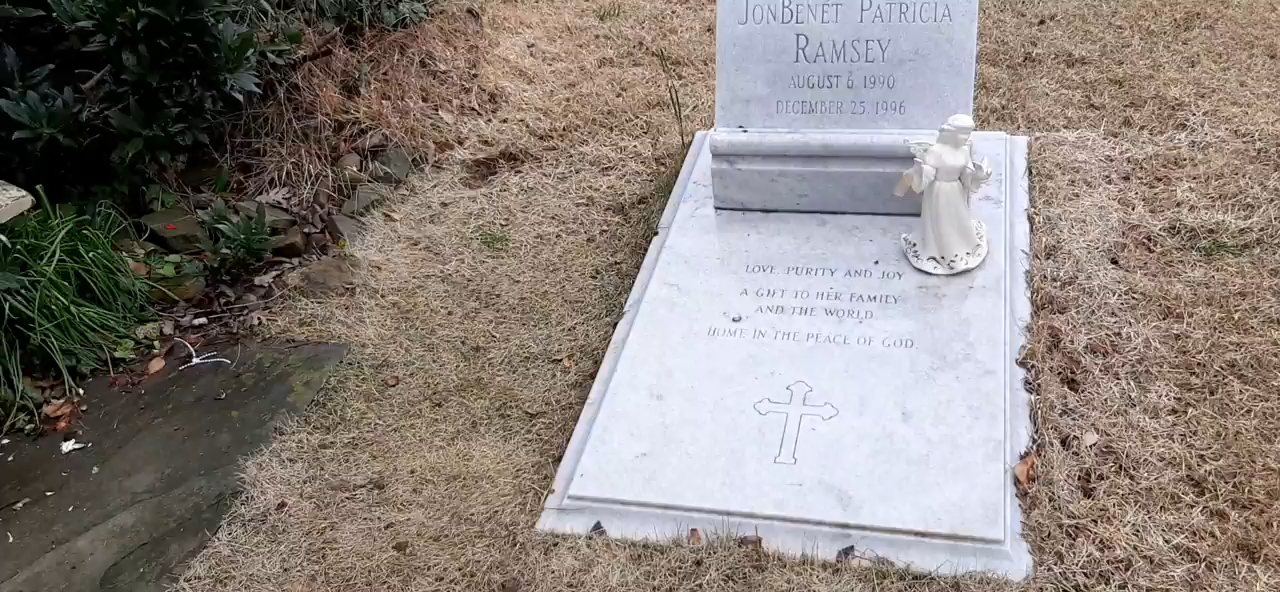 JONBENÉT PATRICIA
RAMSEY
AUGUST 6 1990
DECEMBER 25, 1996
LOVE, PURITY AND JOY
A GIFT TO HER FAMILY
AND THE WORLD.
HOME IN THE PEACE OF GOD.